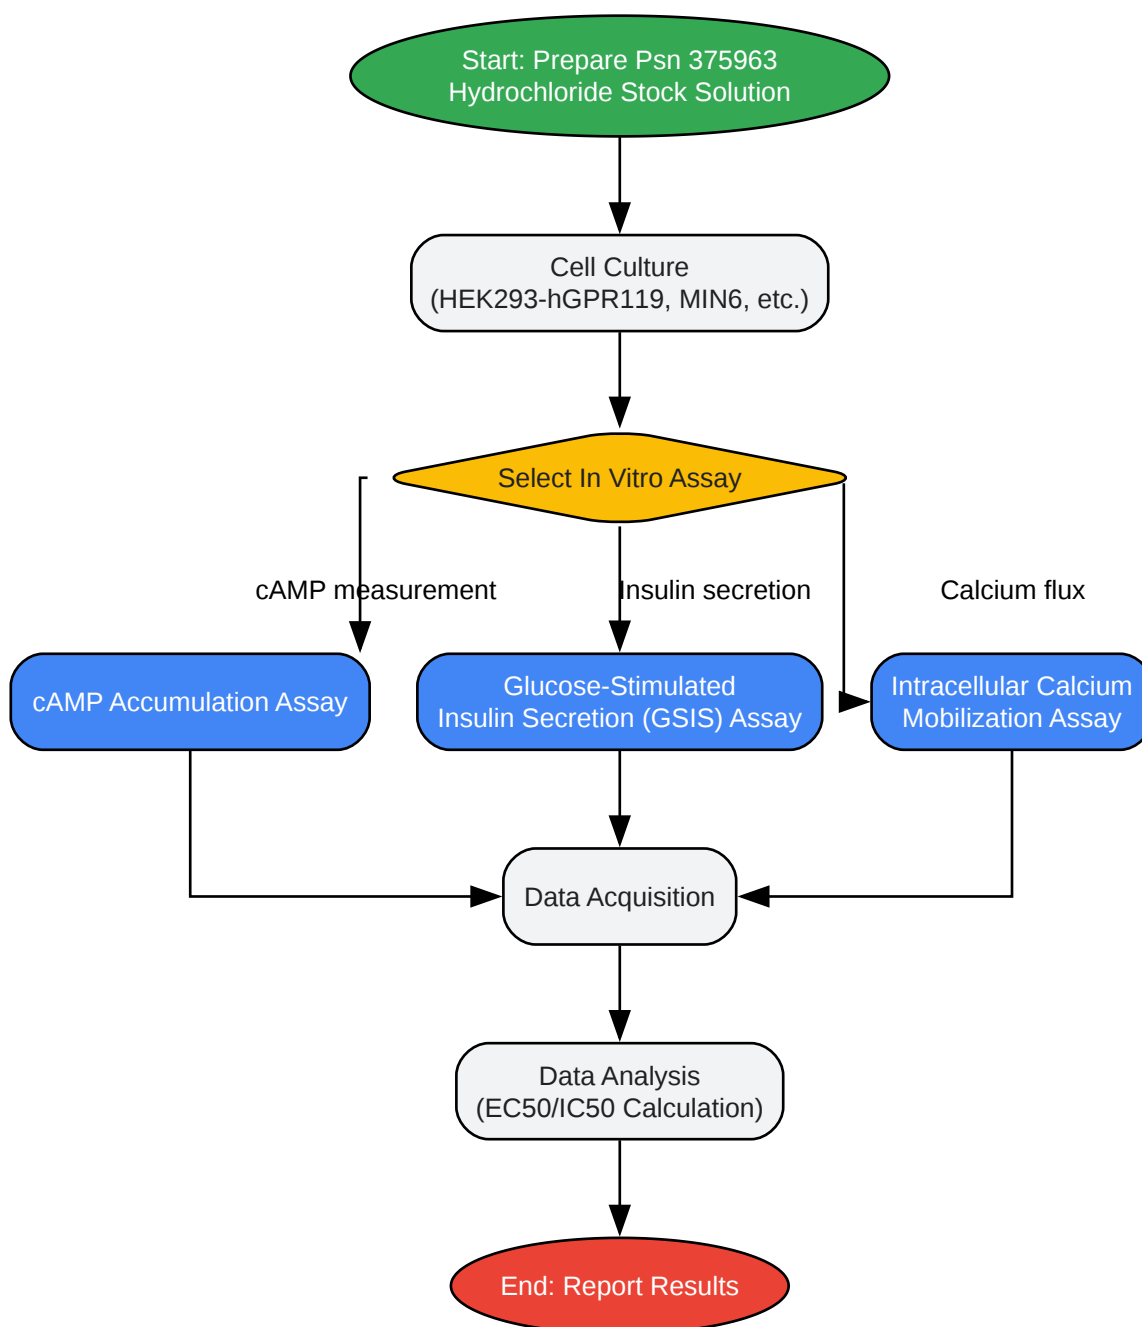 Start: Prepare Psn 375963
Hydrochloride Stock Solution
Cell Culture
(HEK293-hGPR119, MIN6, etc.)
Select In Vitro Assay
cAMP measurement
Insulin secretion
Calcium flux
cAMP Accumulation Assay
Glucose-Stimulated
Insulin Secretion (GSIS) Assay
Intracellular Calcium
Mobilization Assay
Data Acquisition
Data Analysis
(EC50/IC50 Calculation)
End: Report Results